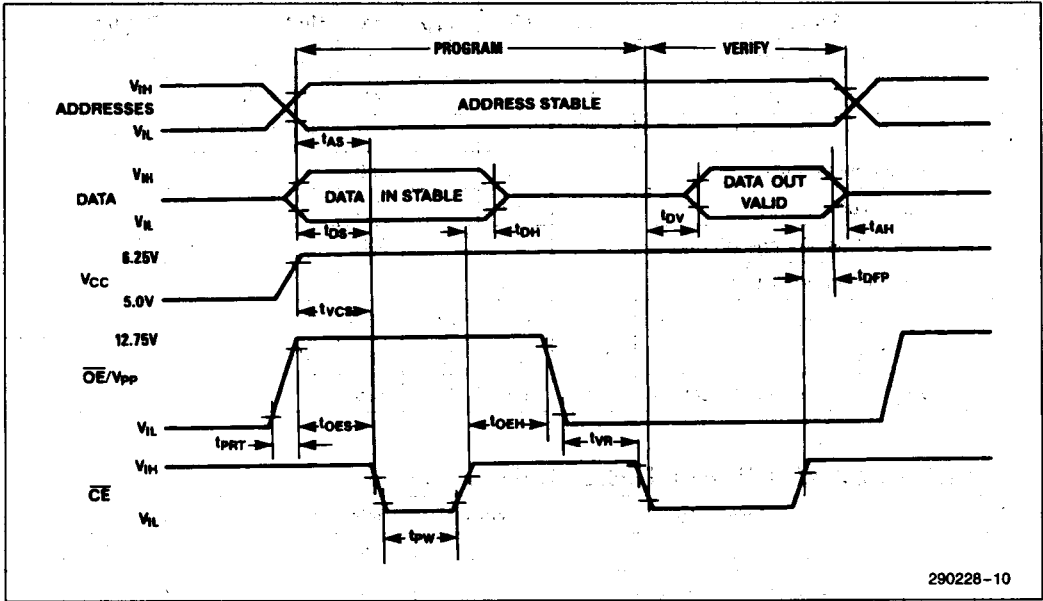 PROGRAM VERIFY
VIH
ADDRESSES ADDRESS STABLE
VIL
tAS
VIH
DATA DATA IN STABLE DATA OUT VALID
VIL
tDS tDH tDV tAH
6.25V
VCC tDFP
5.0V tVCS
12.75V
OE/VPP
VIL tOES tOEH
tPRT tVR
VIH
CE
VIL
tPW
290228-10